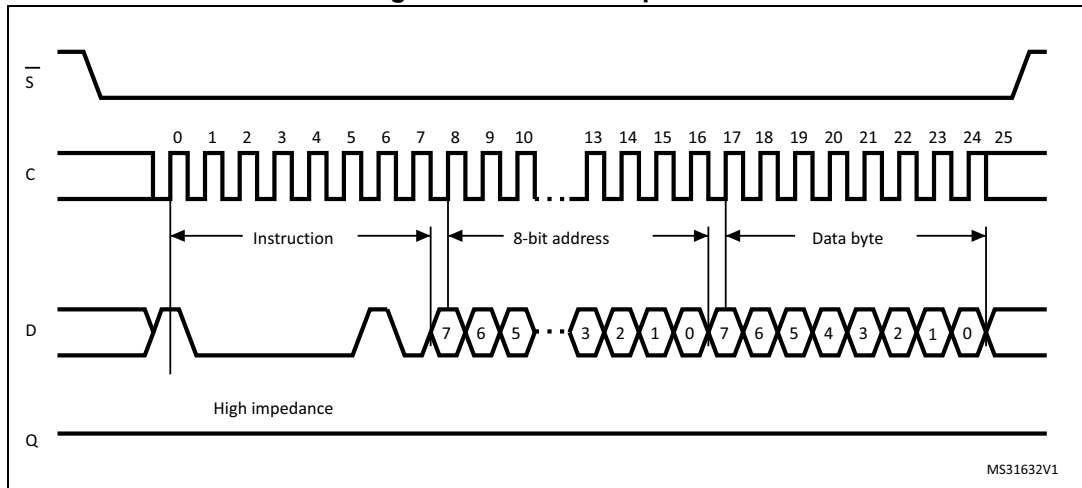 S
0 1 2 3 4 5 6 7 8 9 10 13 14 15 16 17 18 19 20 21 22 23 24 25
C
Instruction 8-bit address Data byte
D 7 6 5 3 2 1 0 7 6 5 4 3 2 1 0
High impedance
Q
MS31632V1